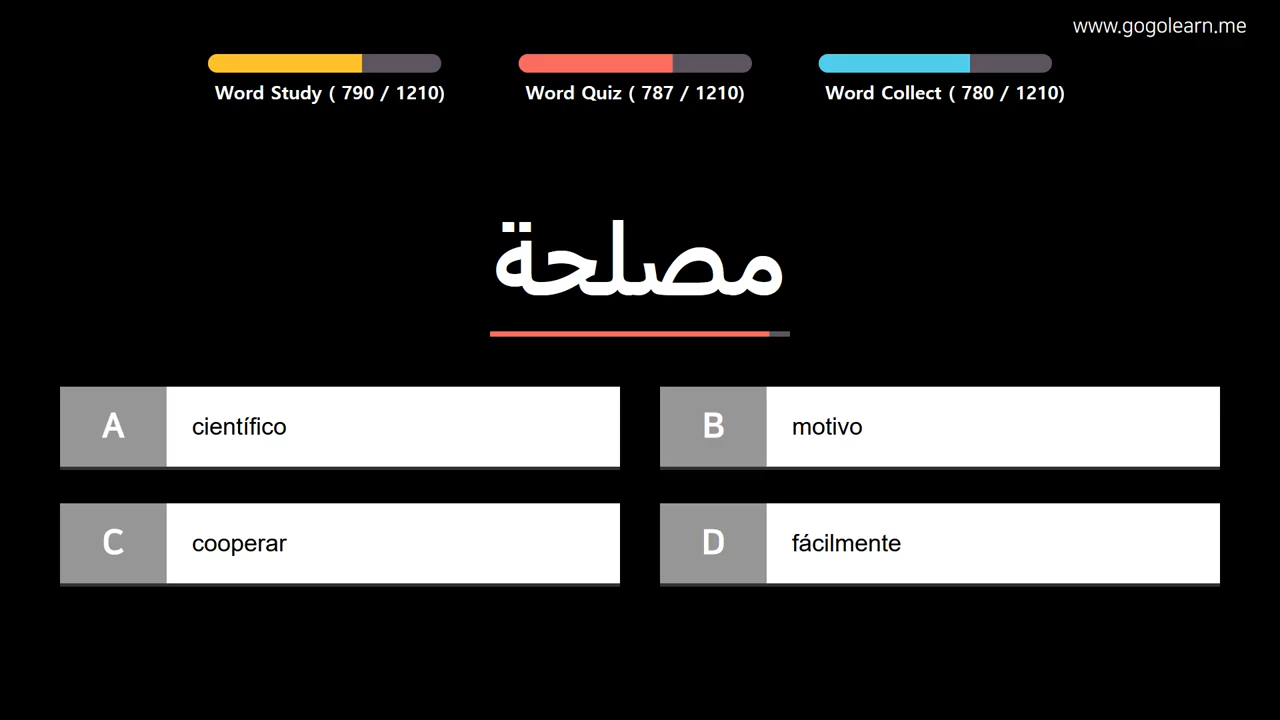 www.gogolearn.me
Word Study ( 790 / 1210)
Word Quiz ( 787 / 1210)
Word Collect ( 780 / 1210)
مصلحة
A científico
B motivo
C cooperar
D fácilmente